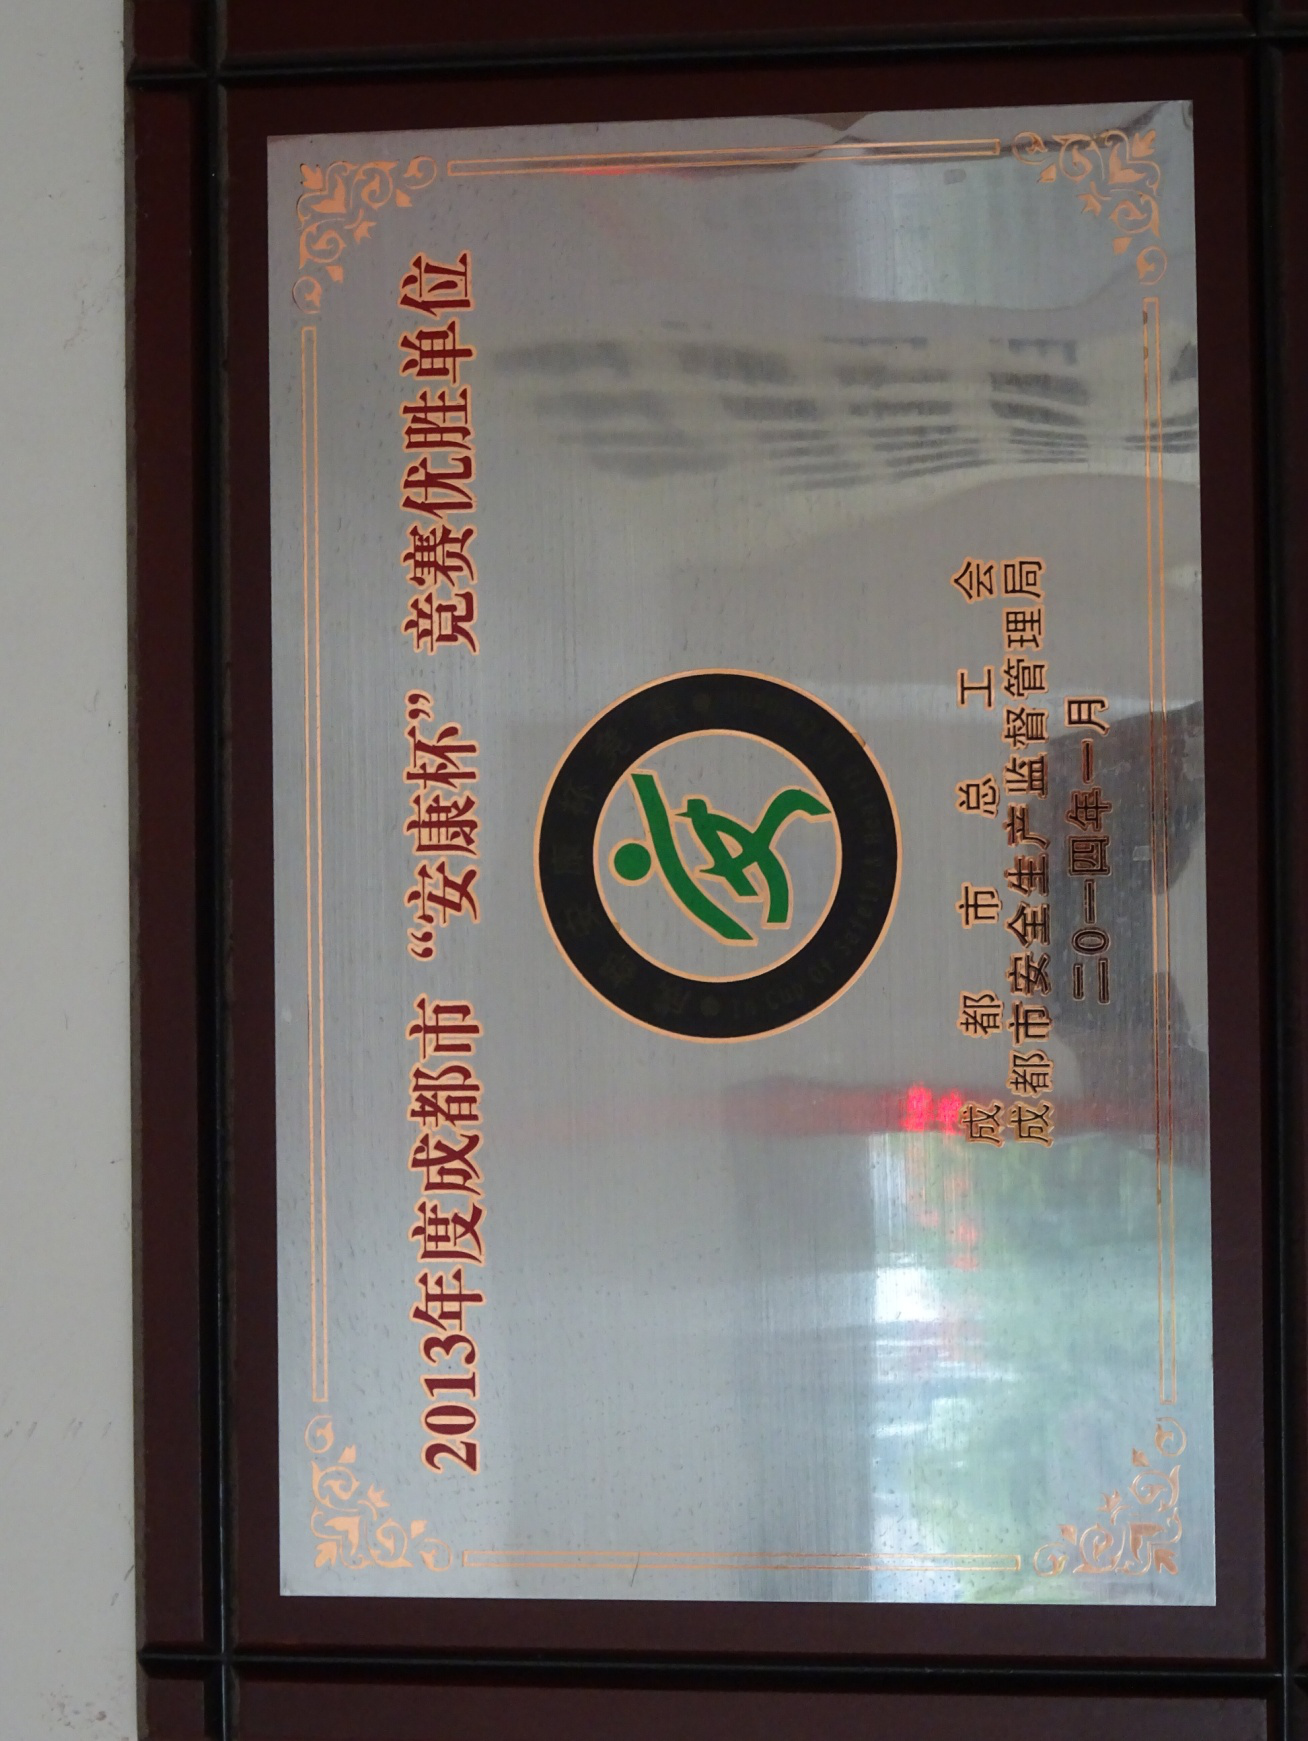 2013年度成都市“安康杯”竞赛优胜单位
成都市总工会
成都市安全生产监督管理局
二0一四年一月